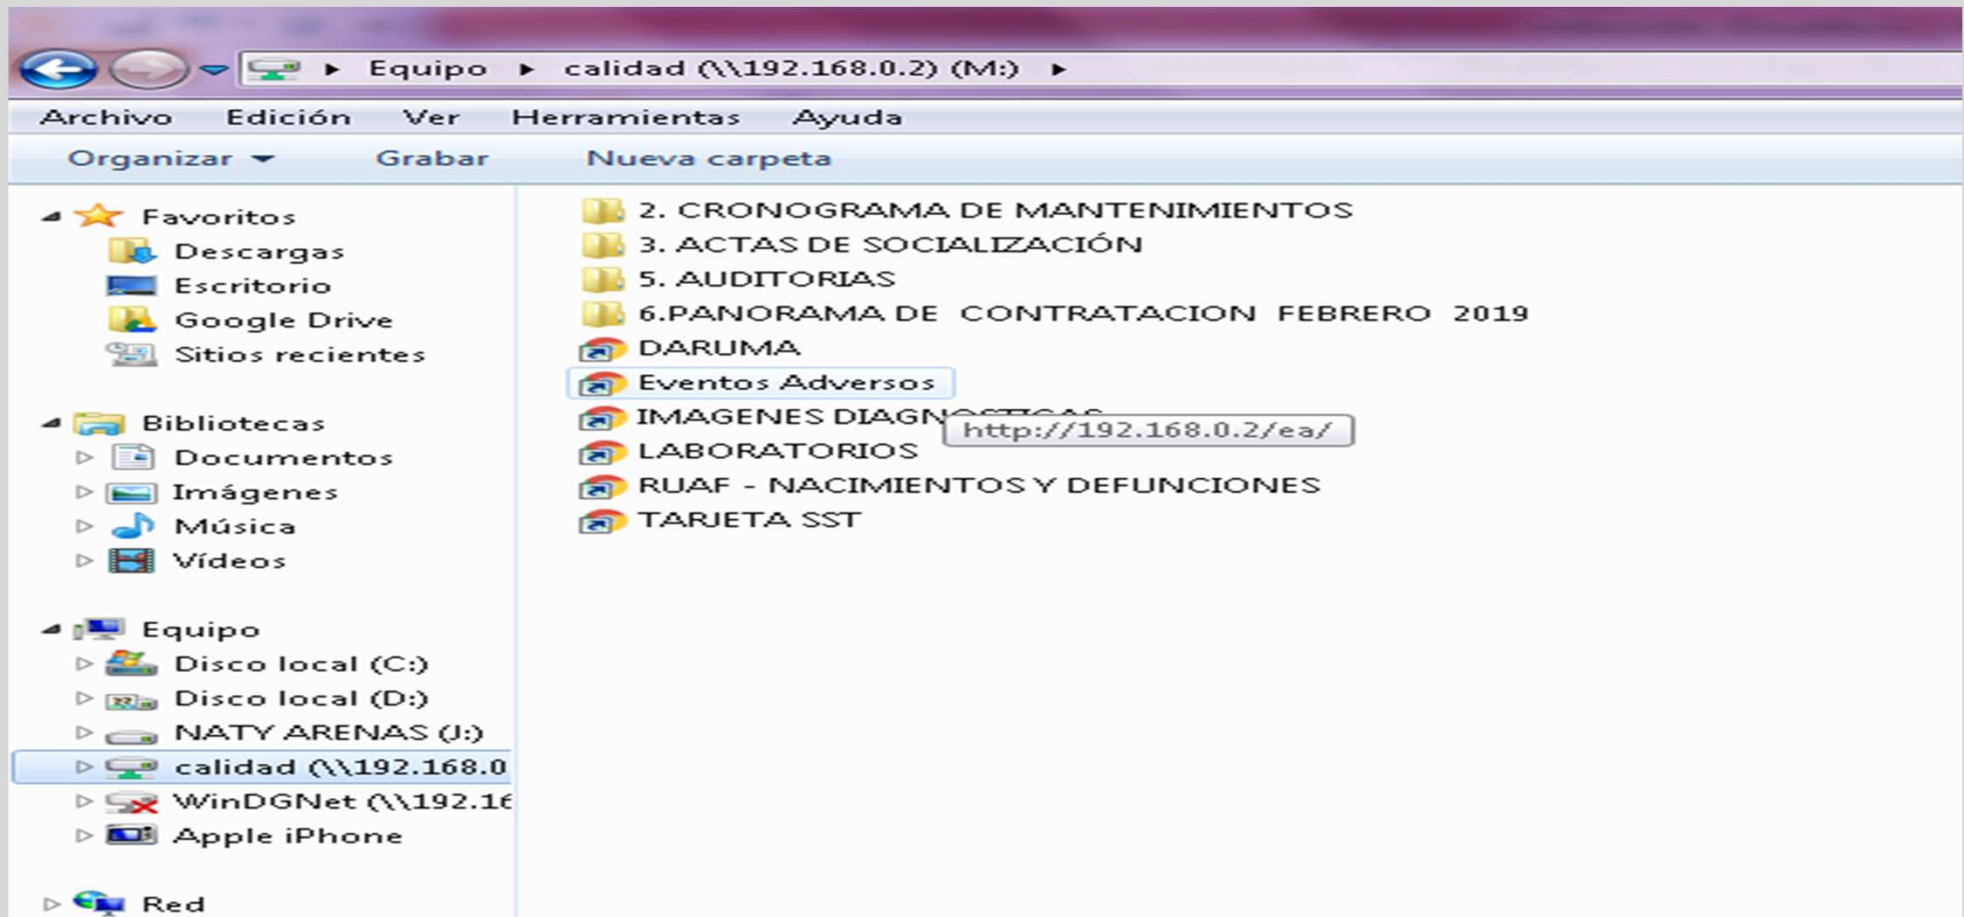 Equipo calidad (\\192.168.0.2) (M:)
Archivo Edición Ver Herramientas Ayuda
Organizar Grabar Nueva carpeta
Favoritos
Descargas
Escritorio
Google Drive
Sitios recientes
Bibliotecas
Documentos
Imágenes
Música
Vídeos
Equipo
Disco local (C:)
Disco local (D:)
NATY ARENAS (J:)
calidad (\\192.168.0
WinDGNet (\\192.16
Apple iPhone
Red
2. CRONOGRAMA DE MANTENIMIENTOS
3. ACTAS DE SOCIALIZACIÓN
5. AUDITORIAS
6.PANORAMA DE CONTRATACION FEBRERO 2019
DARUMA
Eventos Adversos
IMAGENES DIAGNOSTICAS
http://192.168.0.2/ea/
LABORATORIOS
RUAF - NACIMIENTOS Y DEFUNCIONES
TARJETA SST